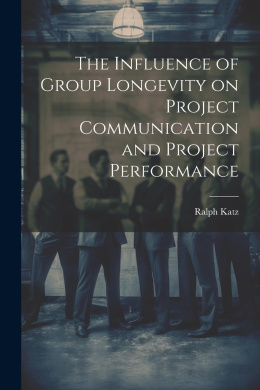 The Influence of
Group Longevity on
Project
Communication
and Project
Performance
Ralph Katz